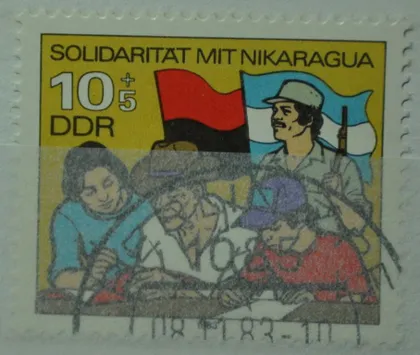 SOLIDARITÄT MIT NIKARAGUA
10+5
DDR